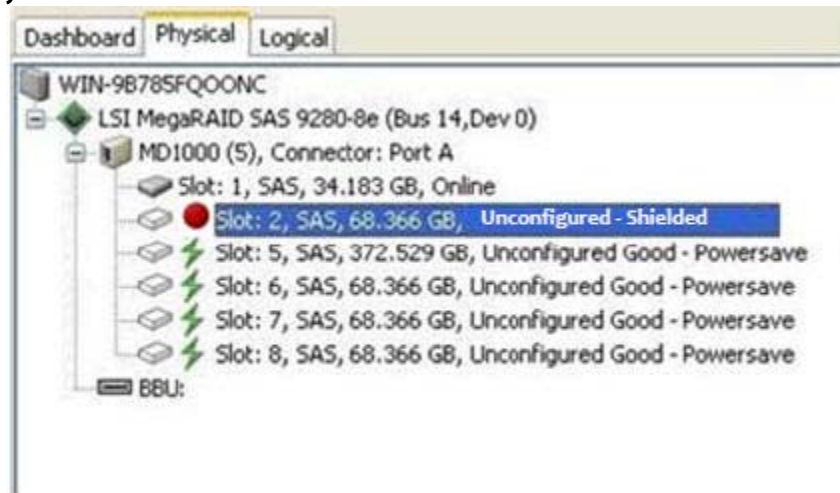 Dashboard Physical Logical
WIN-9B785FQOONC
LSI MegaRAID SAS 9280-8e (Bus 14,Dev 0)
MD1000 (5), Connector: Port A
Slot: 1, SAS, 34.183 GB, Online
Slot: 2, SAS, 68.366 GB, Unconfigured - Shielded
Slot: 5, SAS, 372.529 GB, Unconfigured Good - Powersave
Slot: 6, SAS, 68.366 GB, Unconfigured Good - Powersave
Slot: 7, SAS, 68.366 GB, Unconfigured Good - Powersave
Slot: 8, SAS, 68.366 GB, Unconfigured Good - Powersave
BBU: